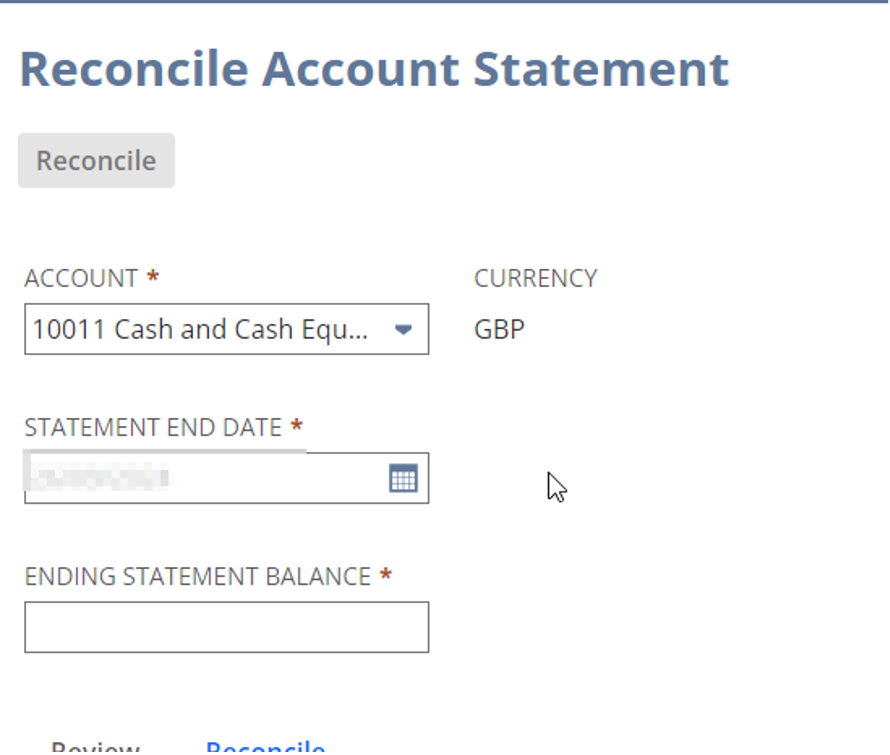 Reconcile Account Statement
Reconcile
ACCOUNT *
CURRENCY
10011 Cash and Cash Equ...
GBP
STATEMENT END DATE *
ENDING STATEMENT BALANCE *
Review Reconcile